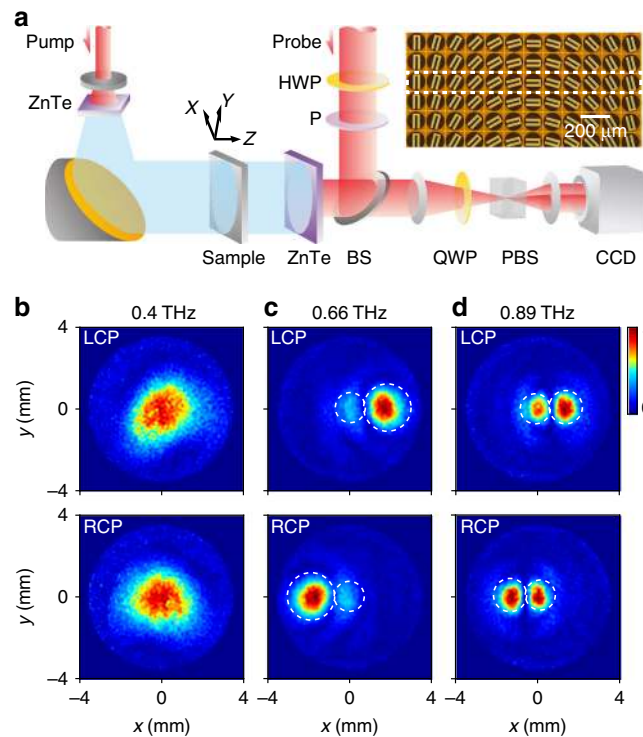 a
Pump
Probe
HWP
ZnTe
X
Y
Z
P
200 μm
Sample
ZnTe
BS
QWP
PBS
CCD
b
0.4 THz
c
0.66 THz
d
0.89 THz
LCP
LCP
LCP
4
0
–4
y (mm)
RCP
RCP
RCP
4
0
–4
y (mm)
–4
0
4
–4
0
4
–4
0
4
x (mm)
x (mm)
x (mm)